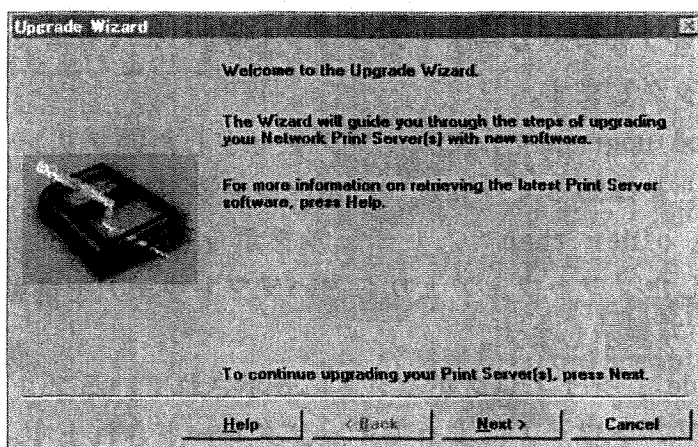 Upgrade Wizard
Welcome to the Upgrade Wizard.
The Wizard will guide you through the steps of upgrading
your Network Print Server(s) with new software.
For more information on retrieving the latest Print Server
software, press Help.
To continue upgrading your Print Server(s), press Next.
Help
< Back
Next >
Cancel